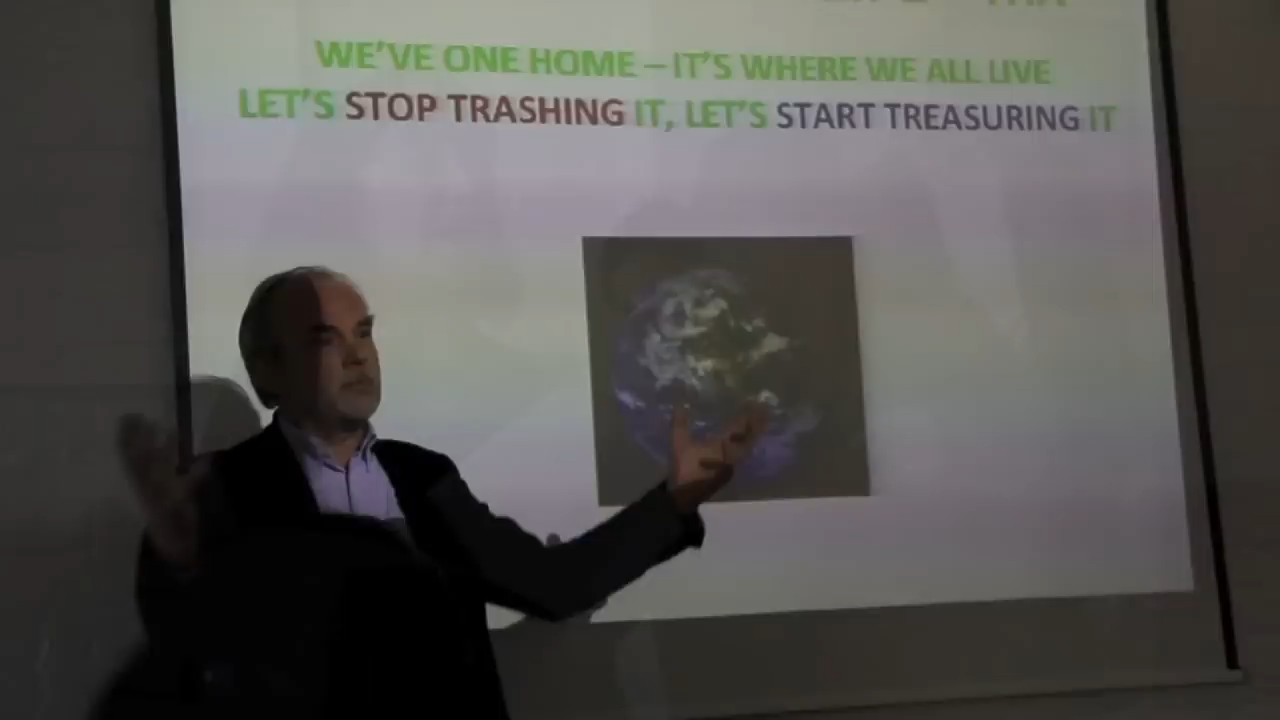 WE'VE ONE HOME – IT'S WHERE WE ALL LIVE
LET'S STOP TRASHING IT, LET'S START TREASURING IT